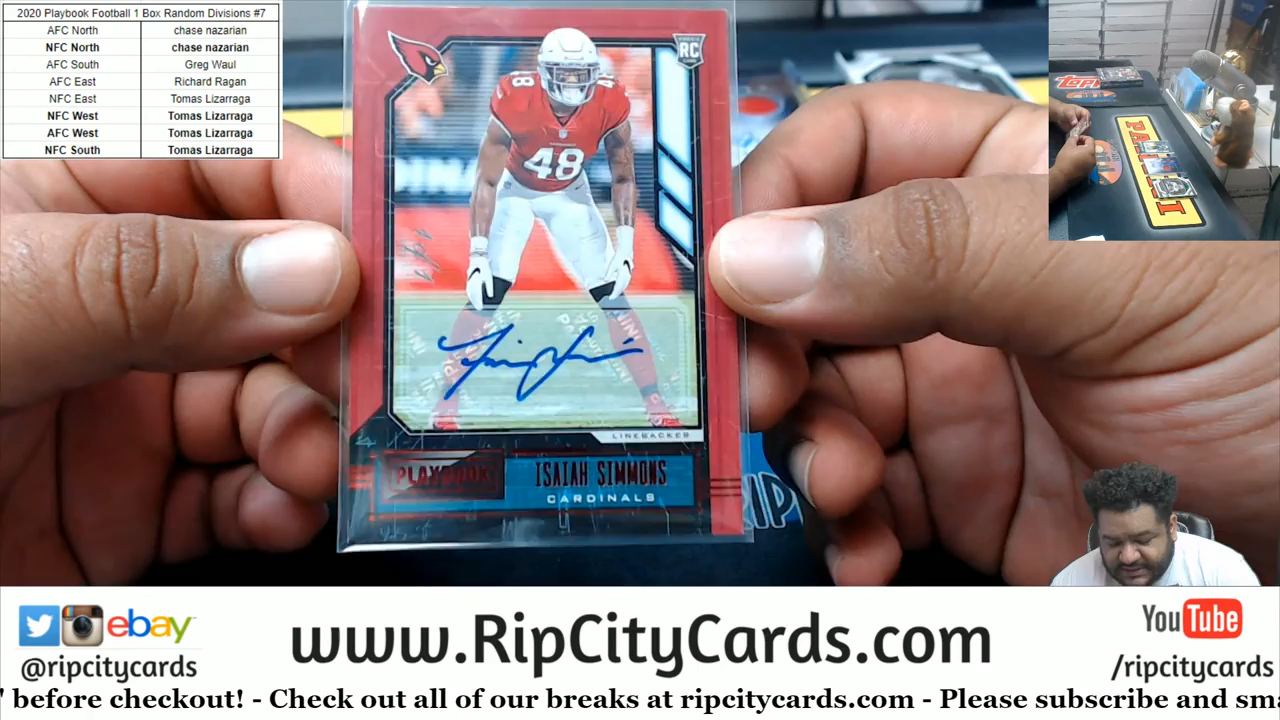 2020 Playbook Football 1 Box Random Divisions #7
AFC North chase nazarian
NFC North chase nazarian
AFC South Greg Waul
AFC East Richard Ragan
NFC East Tomas Lizarraga
NFC West Tomas Lizarraga
AFC West Tomas Lizarraga
NFC South Tomas Lizarraga
RC
48
48
LINEBACKER
PLAYBOOK
ISAIAH SIMMONS
CARDINALS
RIP
TOPPS
PANINI
ebay
@ripcitycards
www.RipCityCards.com
YouTube
/ripcitycards
" before checkout! - Check out all of our breaks at ripcitycards.com - Please subscribe and sma